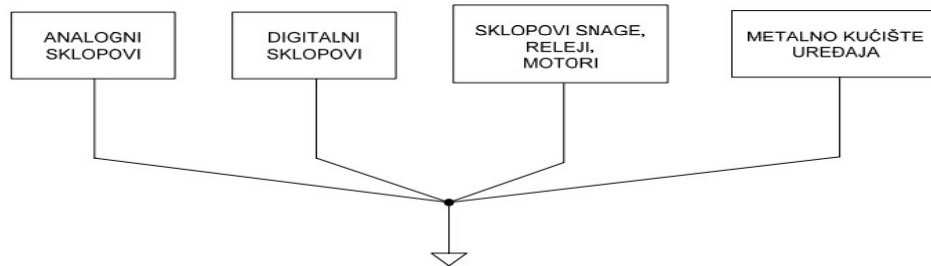 ANALOGNI
SKLOPOVI
DIGITALNI
SKLOPOVI
SKLOPOVI SNAGE,
RELEJI,
MOTORI
METALNO KUĆIŠTE
UREĐAJA